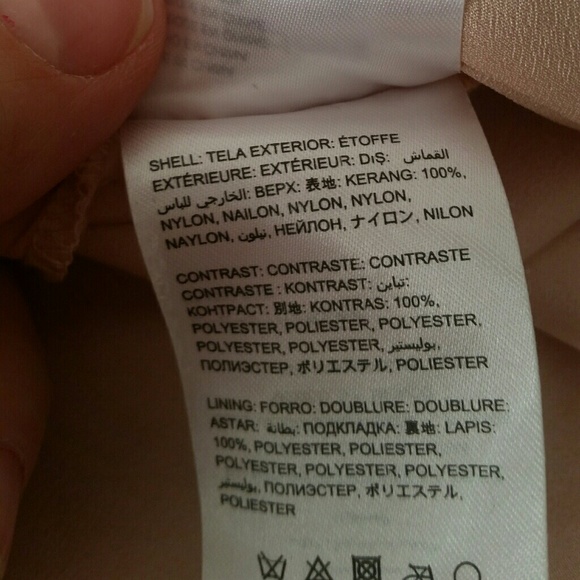 SHELL: TELA EXTERIOR: ÉTOFFE
EXTÉRIEURE: EXTÉRIEUR: DIŞ: القماش
الخارجي للباس: ВЕРХ: 表地: KERANG: 100%,
NYLON, NAILON, NYLON, NYLON,
NAYLON, نيلون, НЕЙЛОН, ナイロン, NILON
CONTRAST: CONTRASTE: CONTRASTE
CONTRASTE : KONTRAST: تباين:
КОНТРАСТ: 別地: KONTRAS: 100%,
POLYESTER, POLIESTER, POLYESTER,
POLYESTER, POLYESTER, بوليستير,
ПОЛИЭСТЕР, ポリエステル, POLIESTER
LINING: FORRO: DOUBLURE: DOUBLURE:
ASTAR: بطانة: ПОДКЛАДКА: 裏地: LAPIS:
100%, POLYESTER, POLIESTER,
POLYESTER, POLYESTER, POLYESTER,
بوليستير, ПОЛИЭСТЕР, ポリエステル,
POLIESTER